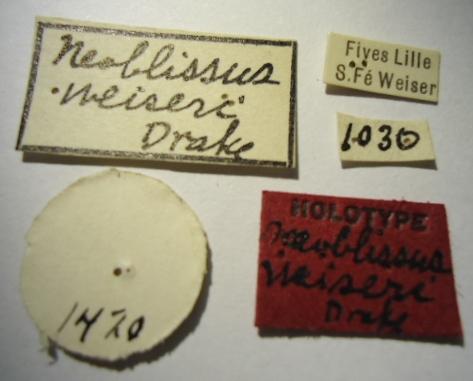 Neoblissus
weiseri
Drake
Fives Lille
S.Fé Weiser
1030
1420
HOLOTYPE
Neoblissus
weiseri
Drake